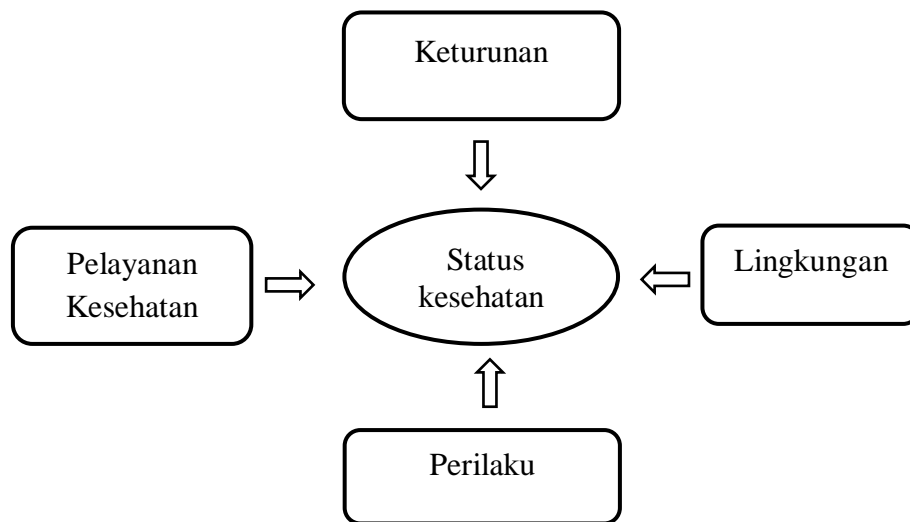 Keturunan
Pelayanan
Kesehatan
Status
kesehatan
Lingkungan
Perilaku